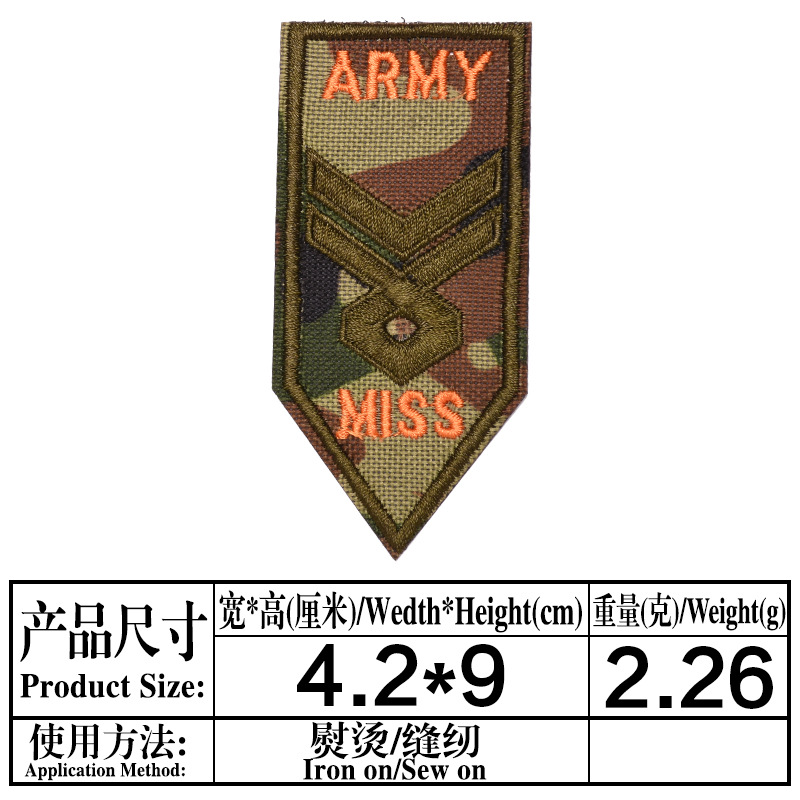 ARMY
MISS
产品尺寸
Product Size:
宽*高(厘米)/Wedth*Height(cm)
重量(克)/Weight(g)
4.2*9
2.26
使用方法:
Application Method:
熨烫/缝纫
Iron on/Sew on